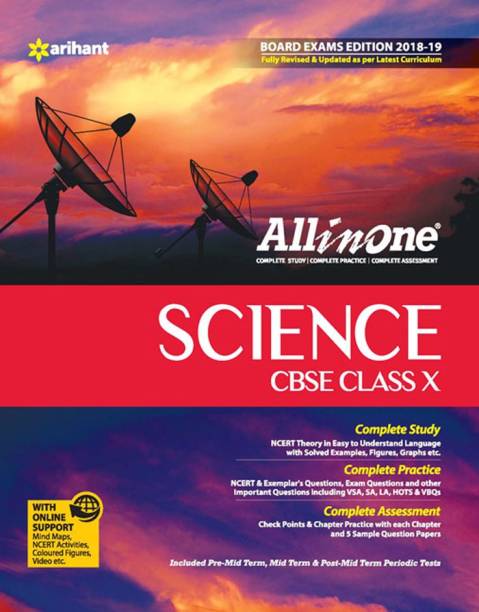 arihant
BOARD EXAMS EDITION 2018-19
Fully Revised & Updated as per Latest Curriculum
All in One®
COMPLETE STUDY | COMPLETE PRACTICE | COMPLETE ASSESSMENT
SCIENCE
CBSE CLASS X
Complete Study
NCERT Theory in Easy to Understand Language
with Solved Examples, Figures, Graphs etc.
Complete Practice
NCERT & Exemplar's Questions, Exam Questions and other
Important Questions including VSA, SA, LA, HOTS & VBQs
Complete Assessment
Check Points & Chapter Practice with each Chapter
and 5 Sample Question Papers
WITH
ONLINE
SUPPORT
Mind Maps,
NCERT Activities,
Coloured Figures,
Video etc.
Included Pre-Mid Term, Mid Term & Post-Mid Term Periodic Tests